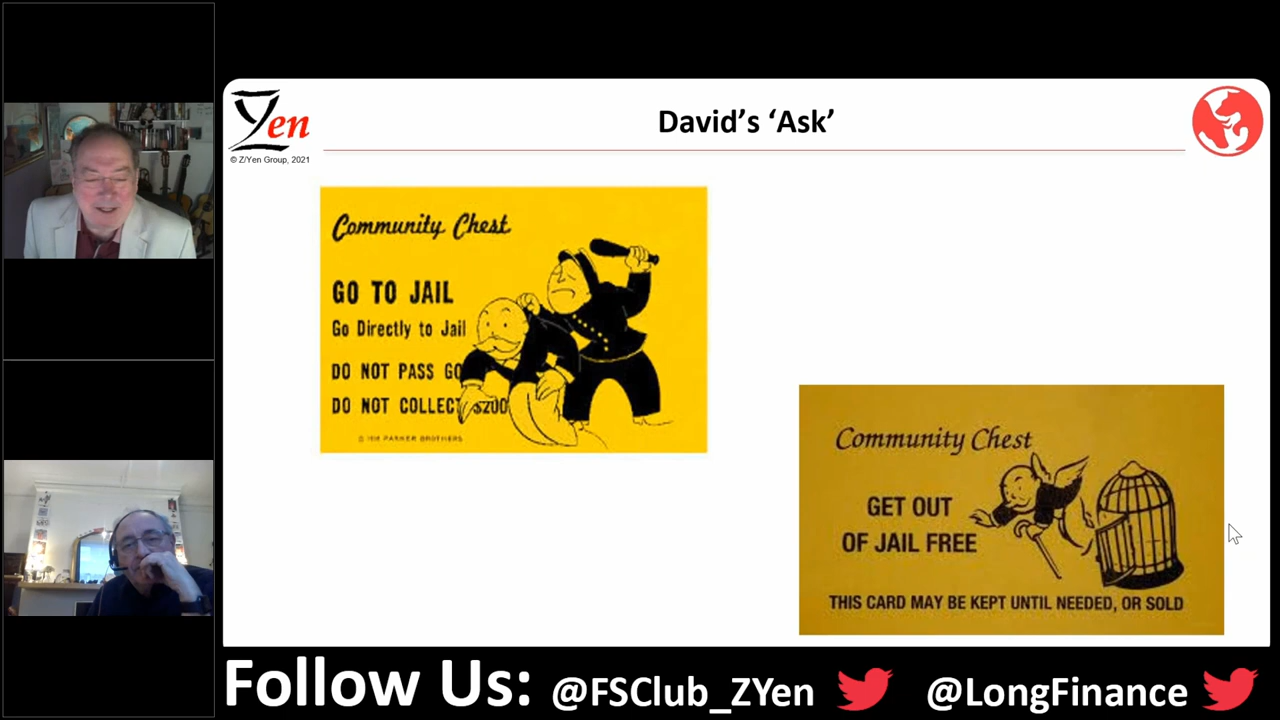 Zen
© Z/Yen Group, 2021
David's ‘Ask’
Community Chest
GO TO JAIL
Go Directly to Jail
DO NOT PASS GO
DO NOT COLLECT $200
PARKER BROTHERS
Community Chest
GET OUT
OF JAIL FREE
THIS CARD MAY BE KEPT UNTIL NEEDED, OR SOLD
Follow Us: @FSClub_ZYen @LongFinance